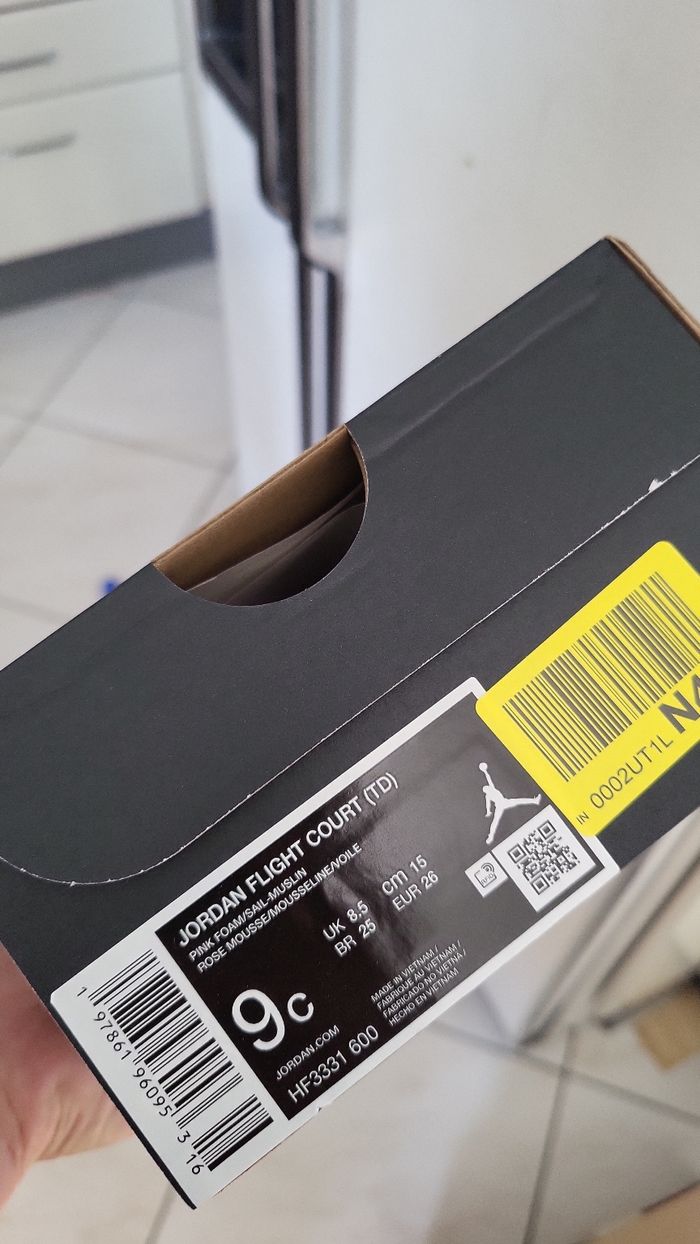 IN 0002UT1L
JORDAN FLIGHT COURT (TD)
PINK FOAM/SAIL-MUSLIN
ROSE MOUSSE/MOUSSELINE/VOILE
UK 8.5 cm 15
BR 25 EUR 26
9c
MADE IN VIETNAM /
FABRIQUE AU VIETNAM /
FABRICADO NO VIETNÃ /
HECHO EN VIETNAM
JORDAN.COM
HF3331 600
1 97861 96095 3 16